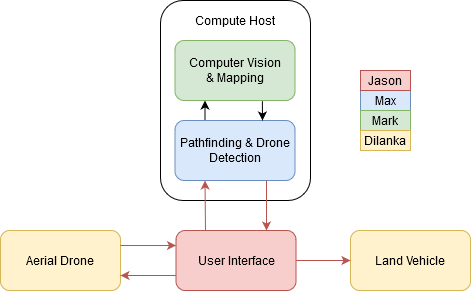 Compute Host
Computer Vision
& Mapping
Pathfinding & Drone
Detection
Jason
Max
Mark
Dilanka
Aerial Drone
User Interface
Land Vehicle